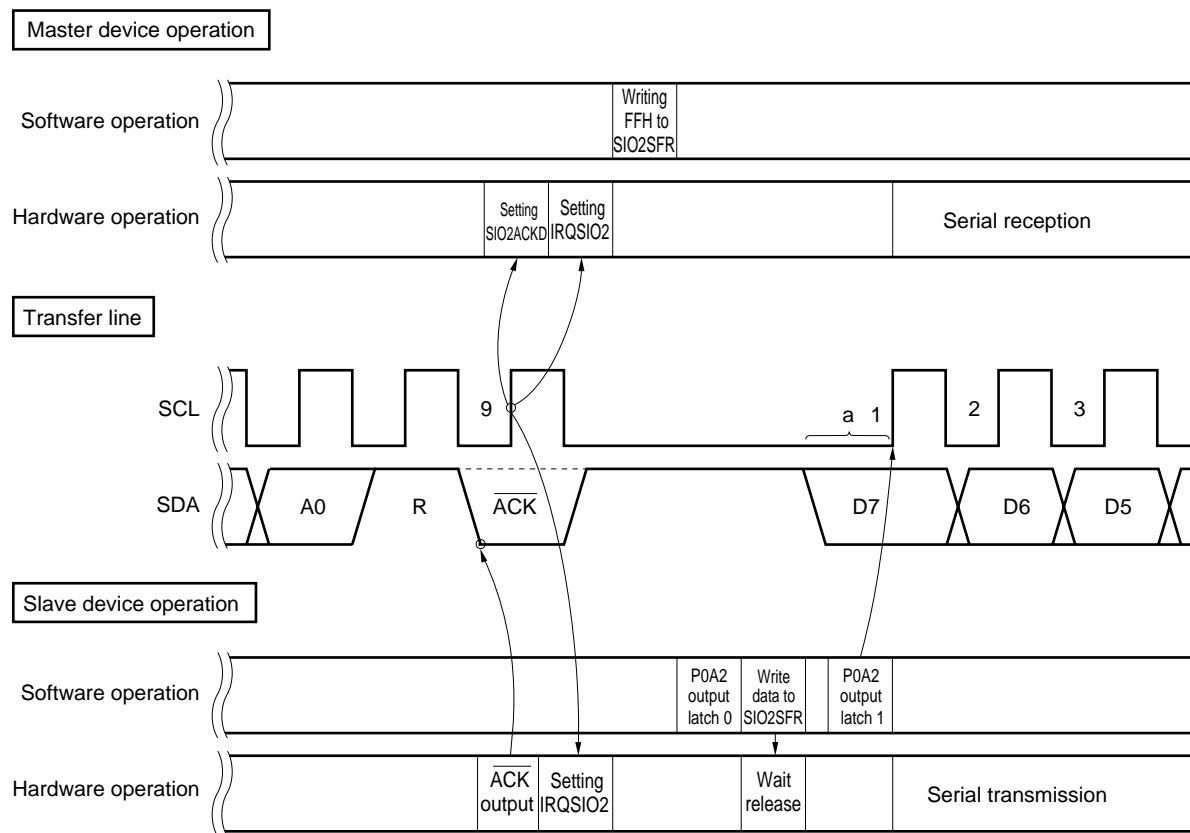 Master device operation
Software operation
Writing
FFH to
SIO2SFR
Hardware operation
Setting
SIO2ACKD
Setting
IRQSIO2
Serial reception
Transfer line
SCL
9
a 1
2
3
SDA
A0
R
ACK
D7
D6
D5
Slave device operation
Software operation
P0A2
output
latch 0
Write
data to
SIO2SFR
P0A2
output
latch 1
Hardware operation
ACK
output
Setting
IRQSIO2
Wait
release
Serial transmission